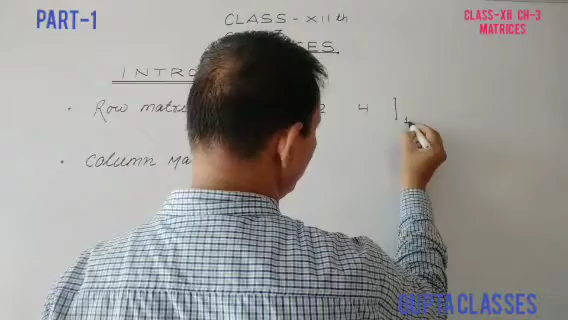 PART-1
CLASS-XII CH-3
MATRICES
CLASS-XIIth
INTRO
• Row matri 2 4 ]
• Column Ma
GUPTA CLASSES